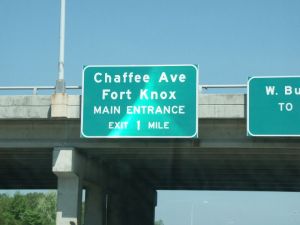 Chaffee Ave
Fort Knox
MAIN ENTRANCE
EXIT 1 MILE
W. Bu
TO